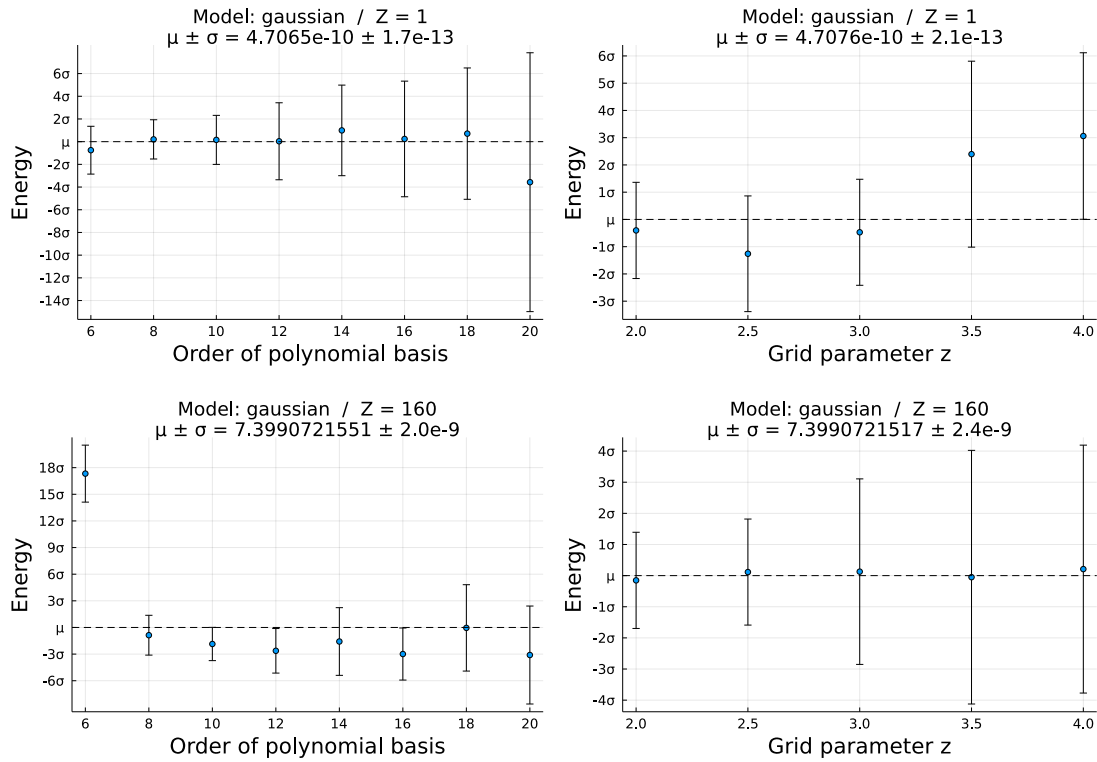 Model: gaussian / Z = 1
μ ± σ = 4.7065e-10 ± 1.7e-13
Energy
6σ
4σ
2σ
μ
-2σ
-4σ
-6σ
-8σ
-10σ
-12σ
-14σ
6 8 10 12 14 16 18 20
Order of polynomial basis
Model: gaussian / Z = 1
μ ± σ = 4.7076e-10 ± 2.1e-13
Energy
6σ
5σ
4σ
3σ
2σ
1σ
μ
-1σ
-2σ
-3σ
2.0 2.5 3.0 3.5 4.0
Grid parameter z
Model: gaussian / Z = 160
μ ± σ = 7.3990721551 ± 2.0e-9
Energy
18σ
15σ
12σ
9σ
6σ
3σ
μ
-3σ
-6σ
6 8 10 12 14 16 18 20
Order of polynomial basis
Model: gaussian / Z = 160
μ ± σ = 7.3990721517 ± 2.4e-9
Energy
4σ
3σ
2σ
1σ
μ
-1σ
-2σ
-3σ
-4σ
2.0 2.5 3.0 3.5 4.0
Grid parameter z